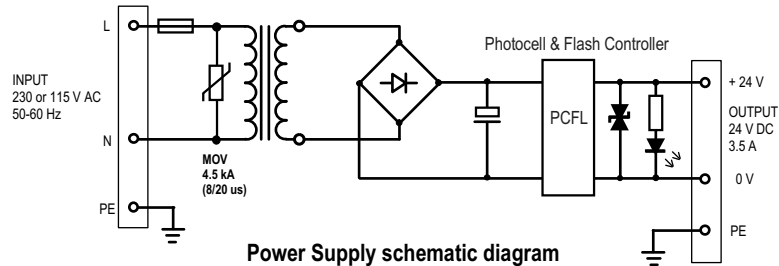 L
INPUT
230 or 115 V AC
50-60 Hz
N
PE
MOV
4.5 kA
(8/20 us)
Photocell & Flash Controller
PCFL
+ 24 V
OUTPUT
24 V DC
3.5 A
0 V
PE
Power Supply schematic diagram